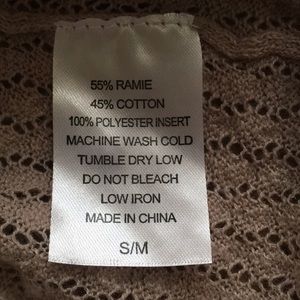 55% RAMIE
45% COTTON
100% POLYESTER INSERT
MACHINE WASH COLD
TUMBLE DRY LOW
DO NOT BLEACH
LOW IRON
MADE IN CHINA
S/M